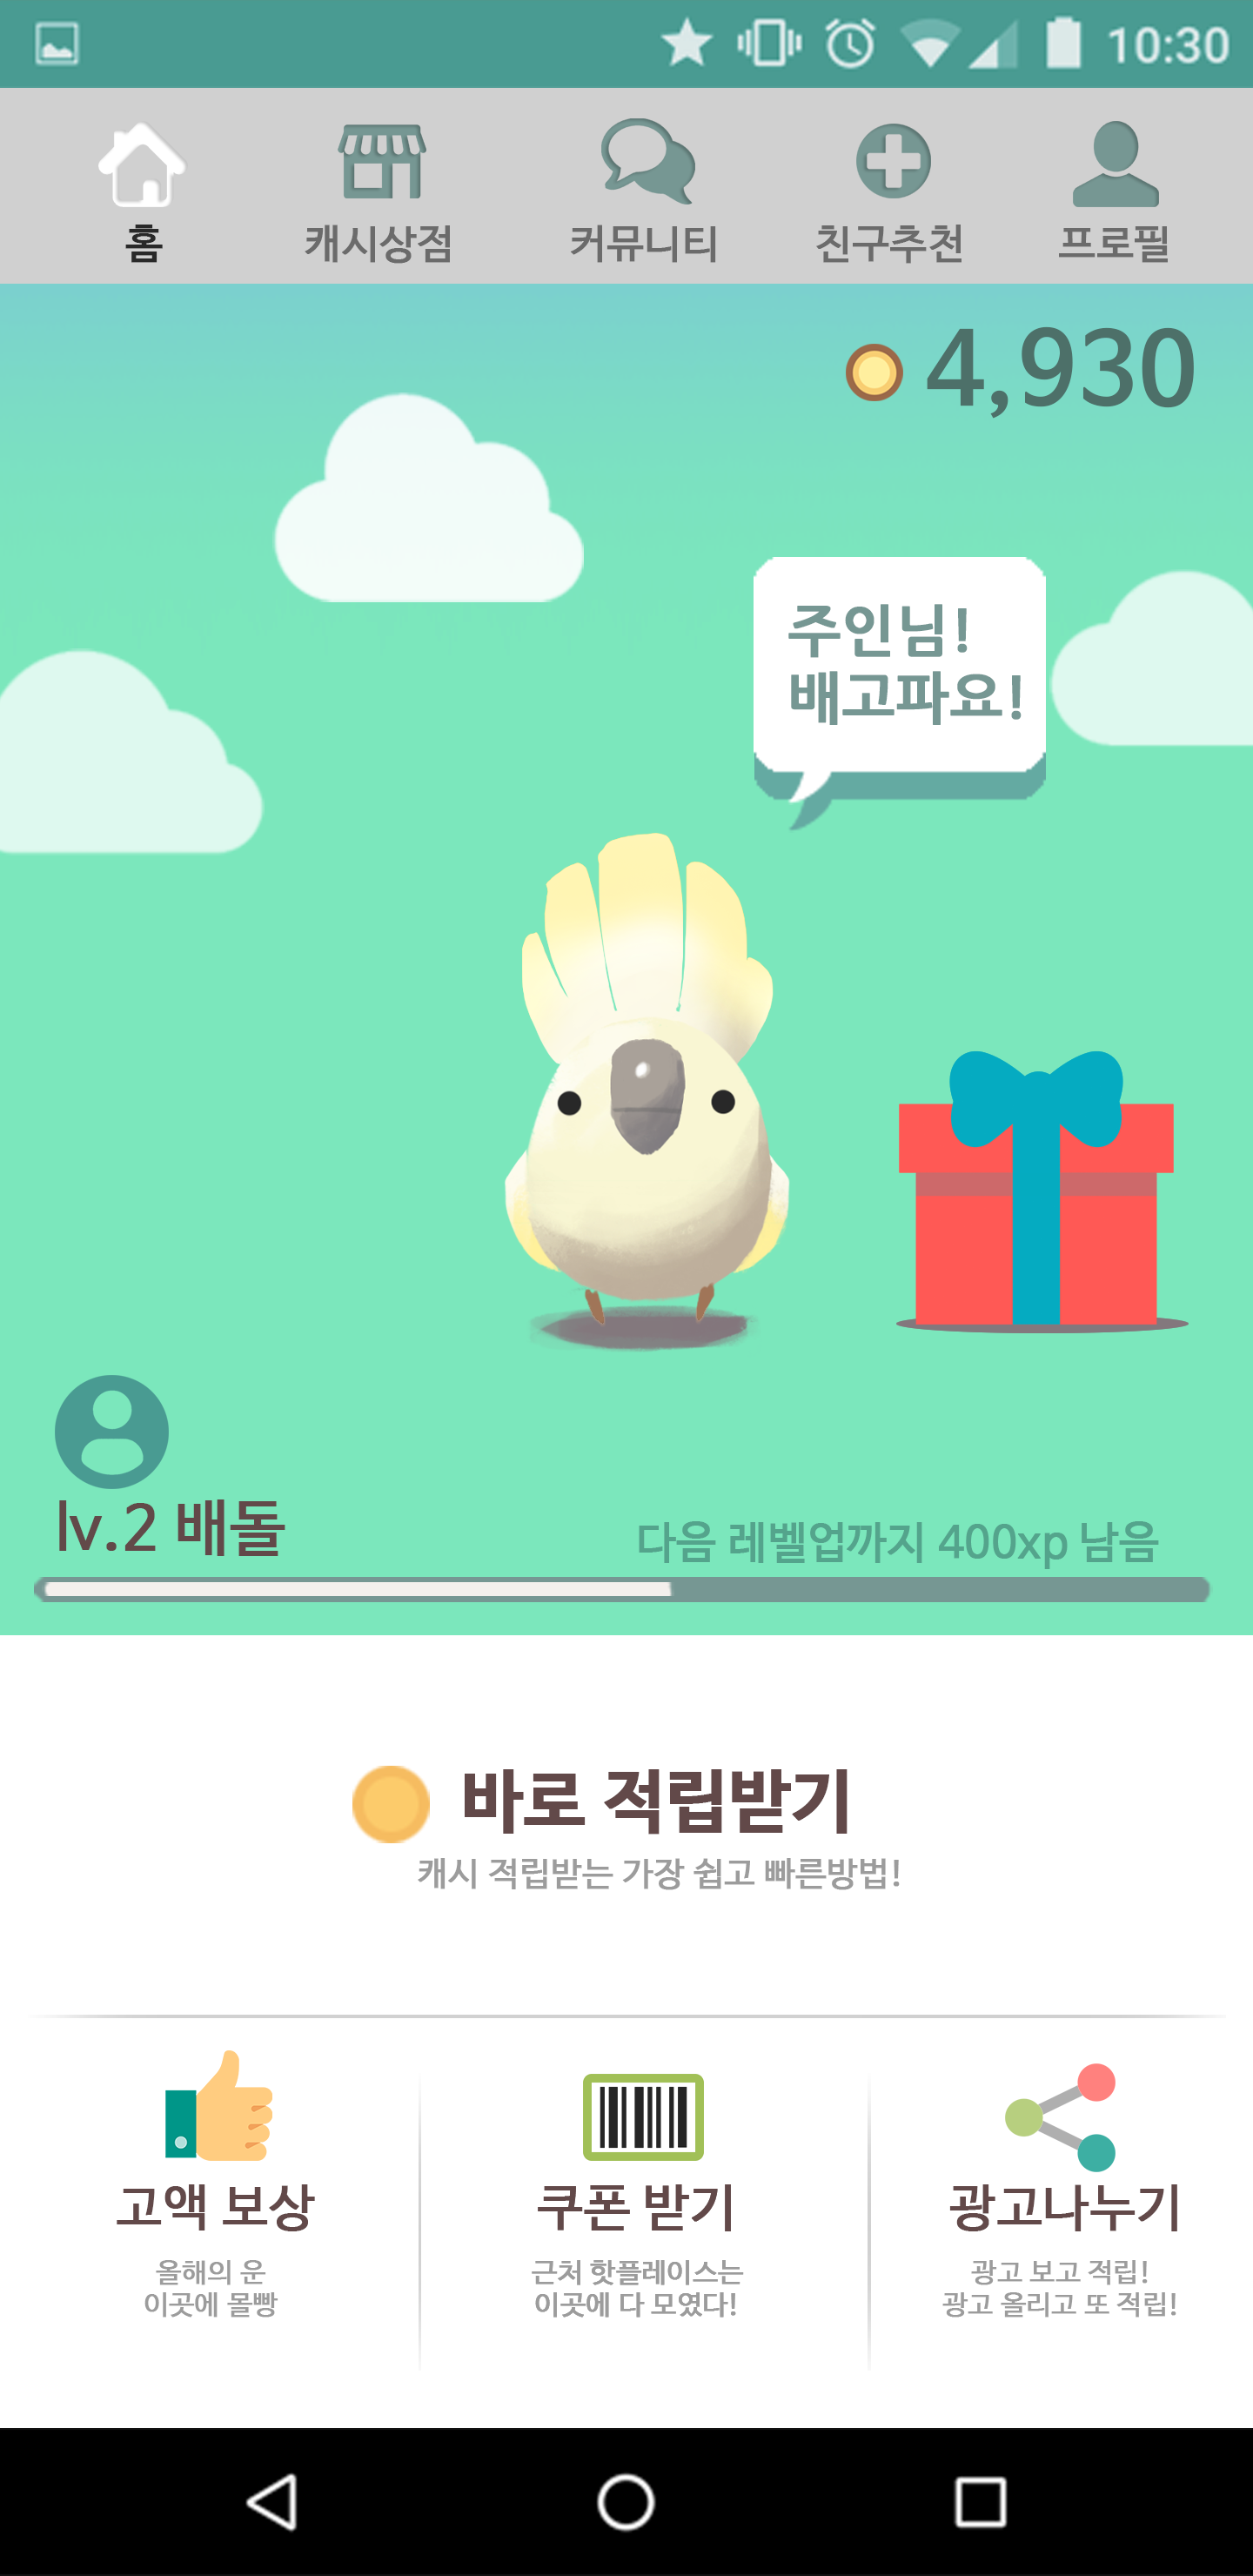 10:30
홈 캐시상점 커뮤니티 친구추천 프로필
4,930
주인님!
배고파요!
lv.2 배돌
다음 레벨업까지 400xp 남음
바로 적립받기
캐시 적립받는 가장 쉽고 빠른방법!
고액 보상
올해의 운
이곳에 몰빵
쿠폰 받기
근처 핫플레이스는
이곳에 다 모였다!
광고나누기
광고 보고 적립!
광고 올리고 또 적립!